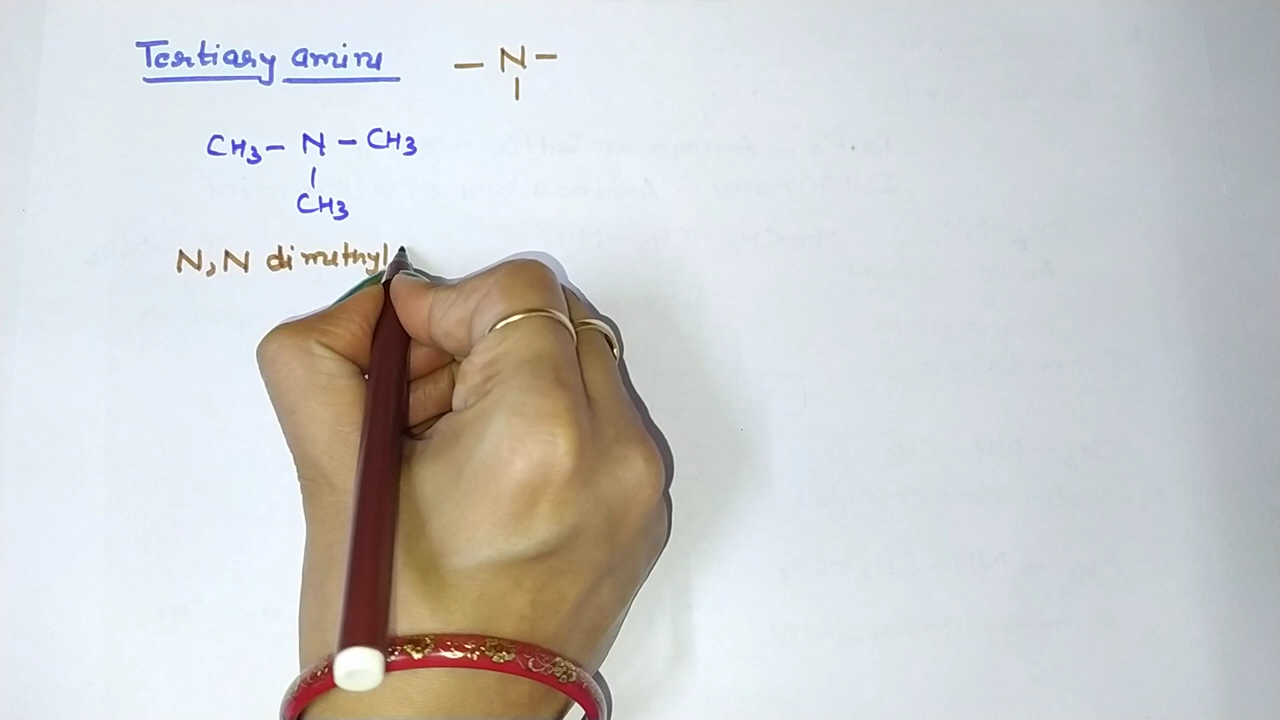 Tertiary amine – N –
|
CH3 – N – CH3
|
CH3
N,N dimethyl